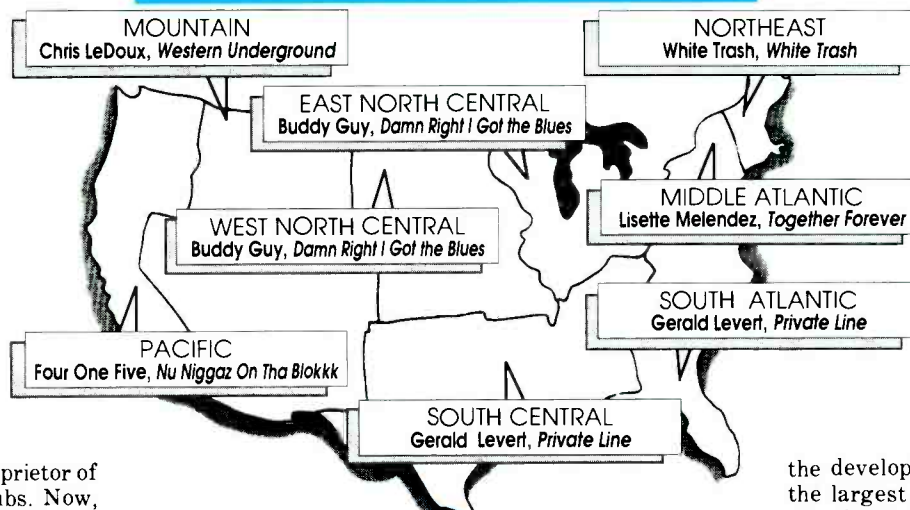 MOUNTAIN
Chris LeDoux, Western Underground
NORTHEAST
White Trash, White Trash
EAST NORTH CENTRAL
Buddy Guy, Damn Right I Got the Blues
MIDDLE ATLANTIC
Lisette Melendez, Together Forever
WEST NORTH CENTRAL
Buddy Guy, Damn Right I Got the Blues
SOUTH ATLANTIC
Gerald Levert, Private Line
PACIFIC
Four One Five, Nu Niggaz On Tha Blokkk
SOUTH CENTRAL
Gerald Levert, Private Line
prietor of
ubs. Now,
the develop
the largest